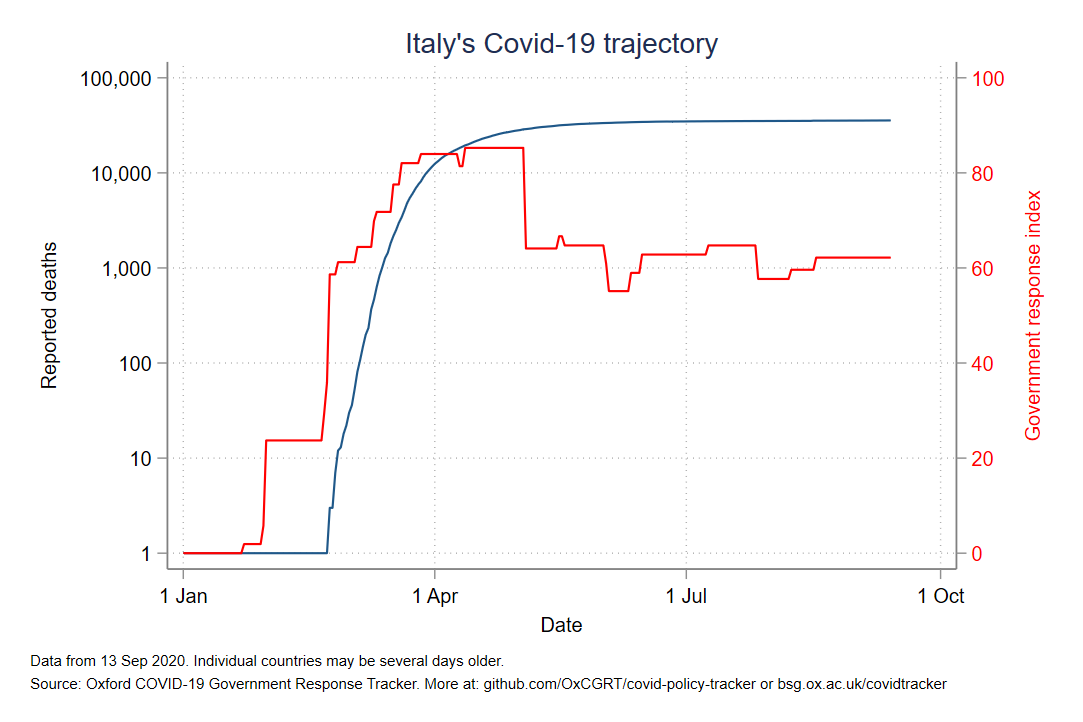 Italy's Covid-19 trajectory
100,000
10,000
1,000
100
10
1
Reported deaths
100
80
60
40
20
0
Government response index
1 Jan
1 Apr
1 Jul
1 Oct
Date
Data from 13 Sep 2020. Individual countries may be several days older.
Source: Oxford COVID-19 Government Response Tracker. More at: github.com/OxCGRT/covid-policy-tracker or bsg.ox.ac.uk/covidtracker